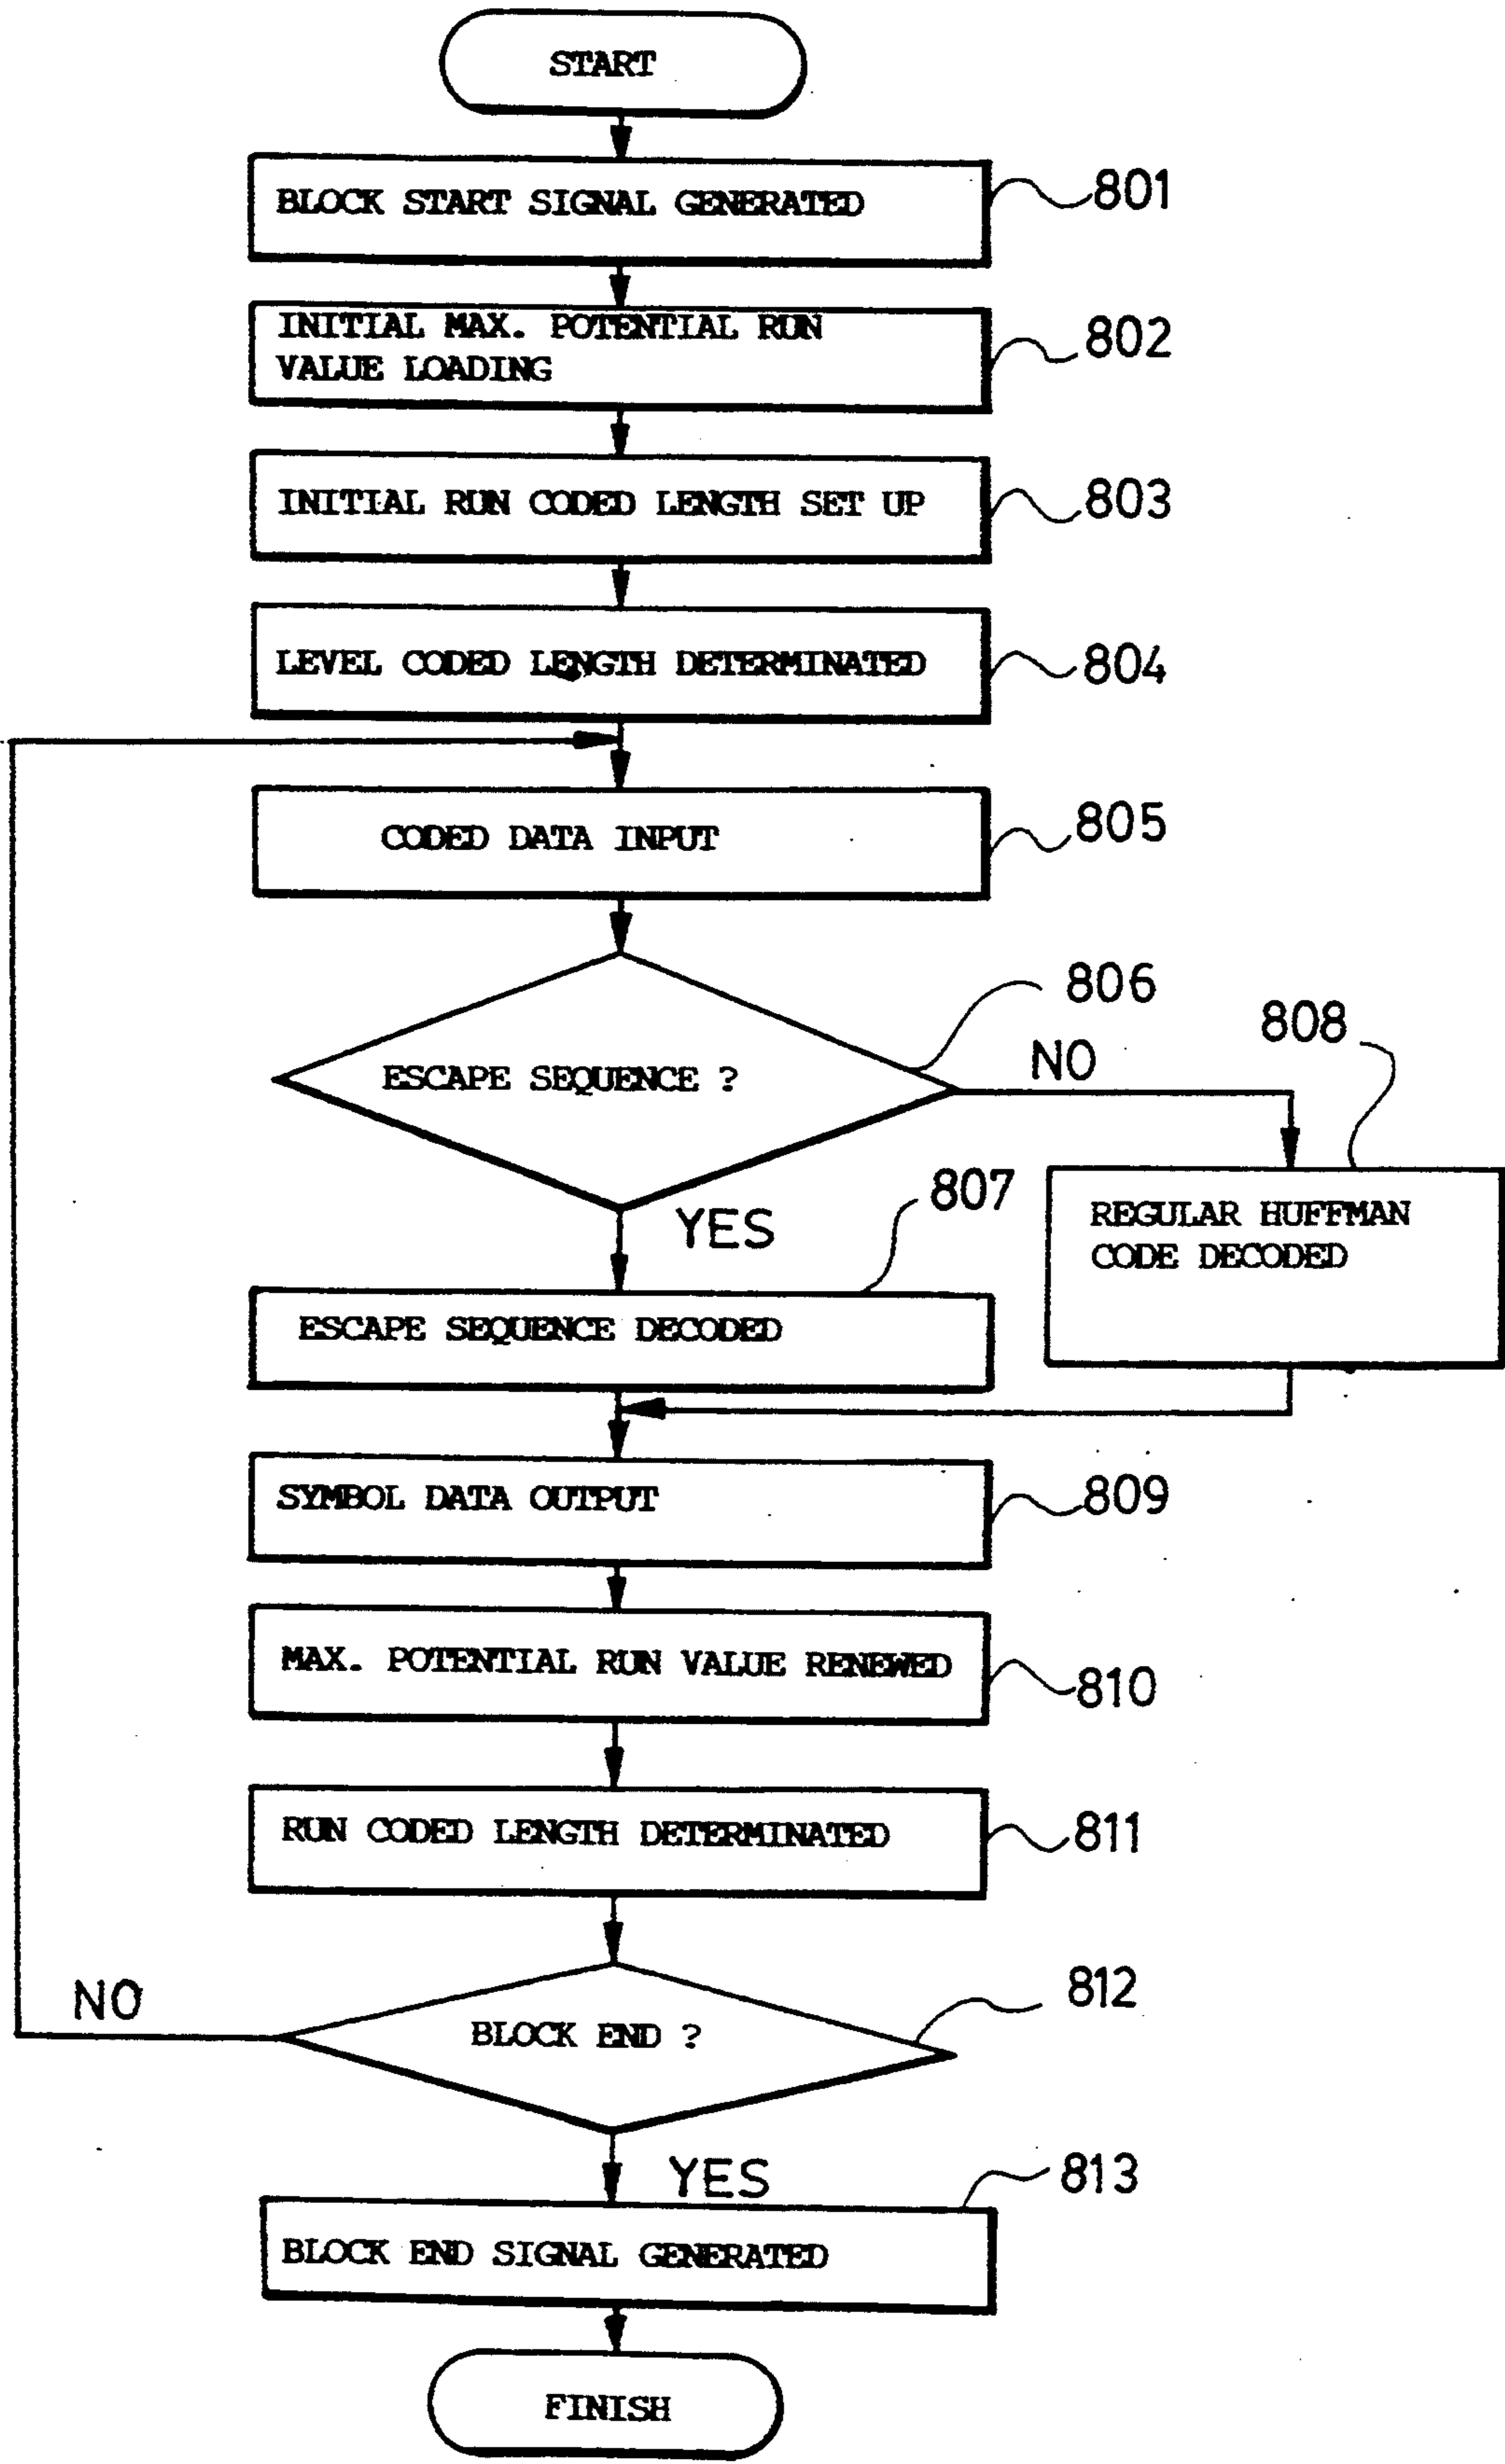 START
BLOCK START SIGNAL GENERATED
801
INITIAL MAX. POTENTIAL RUN
VALUE LOADING
802
INITIAL RUN CODED LENGTH SET UP
803
LEVEL CODED LENGTH DETERMINATED
804
CODED DATA INPUT
805
806
ESCAPE SEQUENCE ?
NO
808
YES
807
REGULAR HUFFMAN
CODE DECODED
ESCAPE SEQUENCE DECODED
SYMBOL DATA OUTPUT
809
MAX. POTENTIAL RUN VALUE RENEWED
810
RUN CODED LENGTH DETERMINATED
811
812
NO
BLOCK END ?
YES
813
BLOCK END SIGNAL GENERATED
FINISH